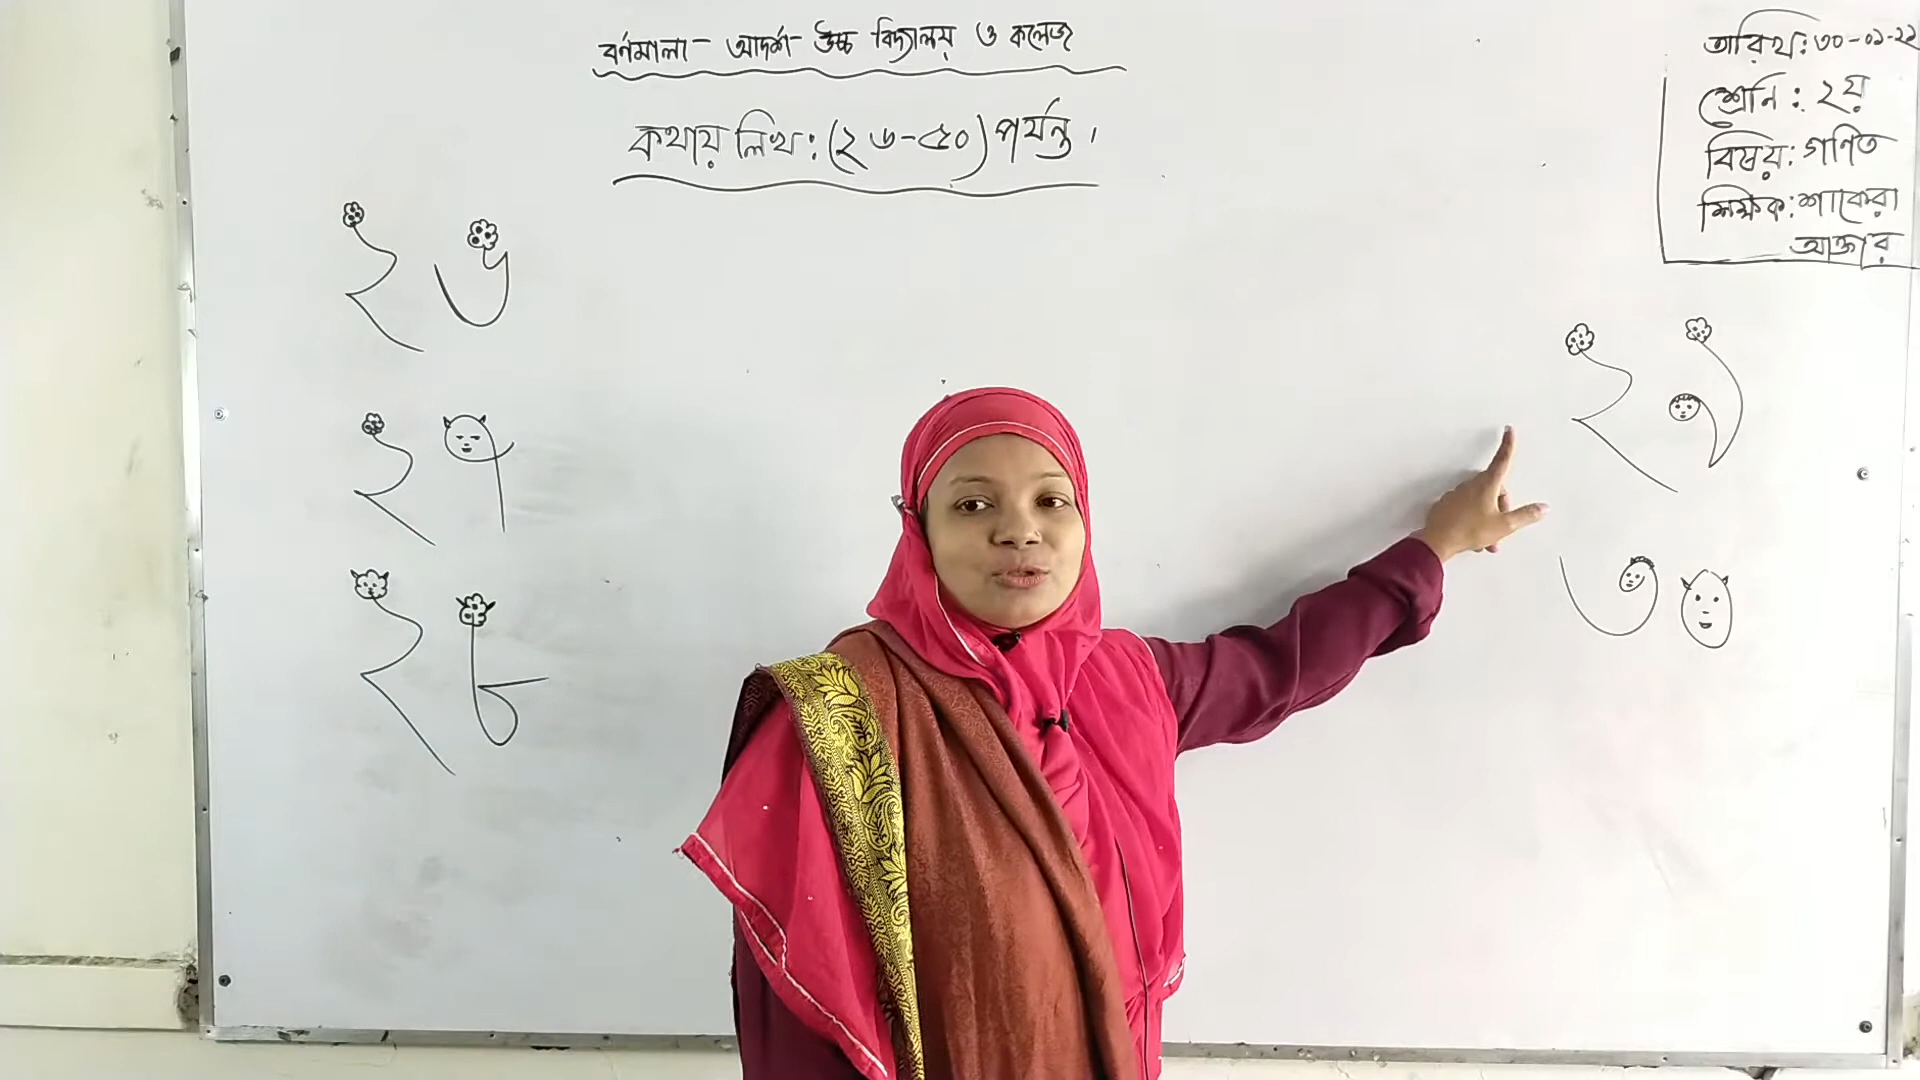 বর্ণমালা - আদর্শ - উচ্চ বিদ্যালয় ও কলেজ
কথায় লিখ: (২৬-৫০) পর্যন্ত।
তারিখ: ৩০-০১-২১
শ্রেনি: ২য়
বিষয়: গণিত
শিক্ষক: শাকেরা
আক্তার
২৬
২৭
২৮
২৯
৩০